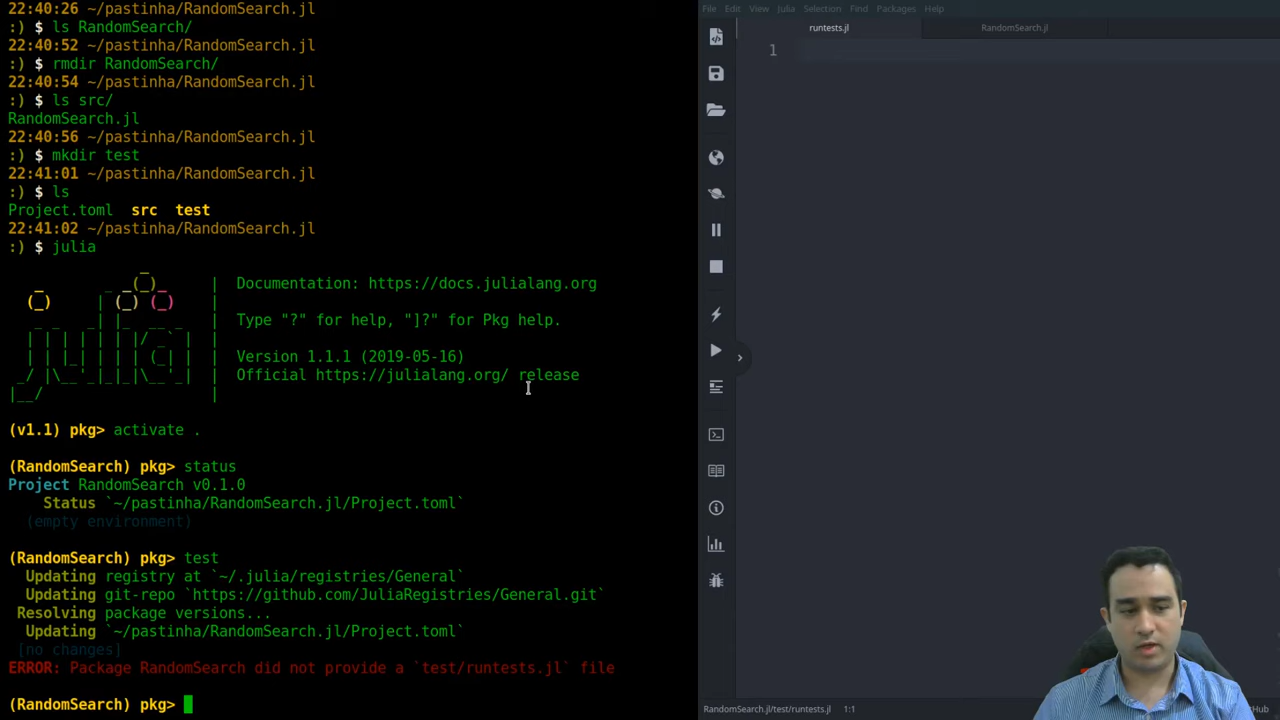 22:40:26 ~/pastinha/RandomSearch.jl
:) $ ls RandomSearch/
22:40:52 ~/pastinha/RandomSearch.jl
:) $ rmdir RandomSearch/
22:40:54 ~/pastinha/RandomSearch.jl
:) $ ls src/
RandomSearch.jl
22:40:56 ~/pastinha/RandomSearch.jl
:) $ mkdir test
22:41:01 ~/pastinha/RandomSearch.jl
:) $ ls
Project.toml src test
22:41:02 ~/pastinha/RandomSearch.jl
:) $ julia
Documentation: https://docs.julialang.org
Type "?" for help, "]?" for Pkg help.
Version 1.1.1 (2019-05-16)
Official https://julialang.org/ release
(v1.1) pkg> activate .
(RandomSearch) pkg> status
Project RandomSearch v0.1.0
Status `~/pastinha/RandomSearch.jl/Project.toml`
(empty environment)
(RandomSearch) pkg> test
Updating registry at `~/.julia/registries/General`
Updating git-repo `https://github.com/JuliaRegistries/General.git`
Resolving package versions...
Updating `~/pastinha/RandomSearch.jl/Project.toml`
[no changes]
ERROR: Package RandomSearch did not provide a `test/runtests.jl` file
(RandomSearch) pkg>
File Edit View Julia Selection Find Packages Help
runtests.jl RandomSearch.jl
1
RandomSearch.jl/test/runtests.jl 1:1